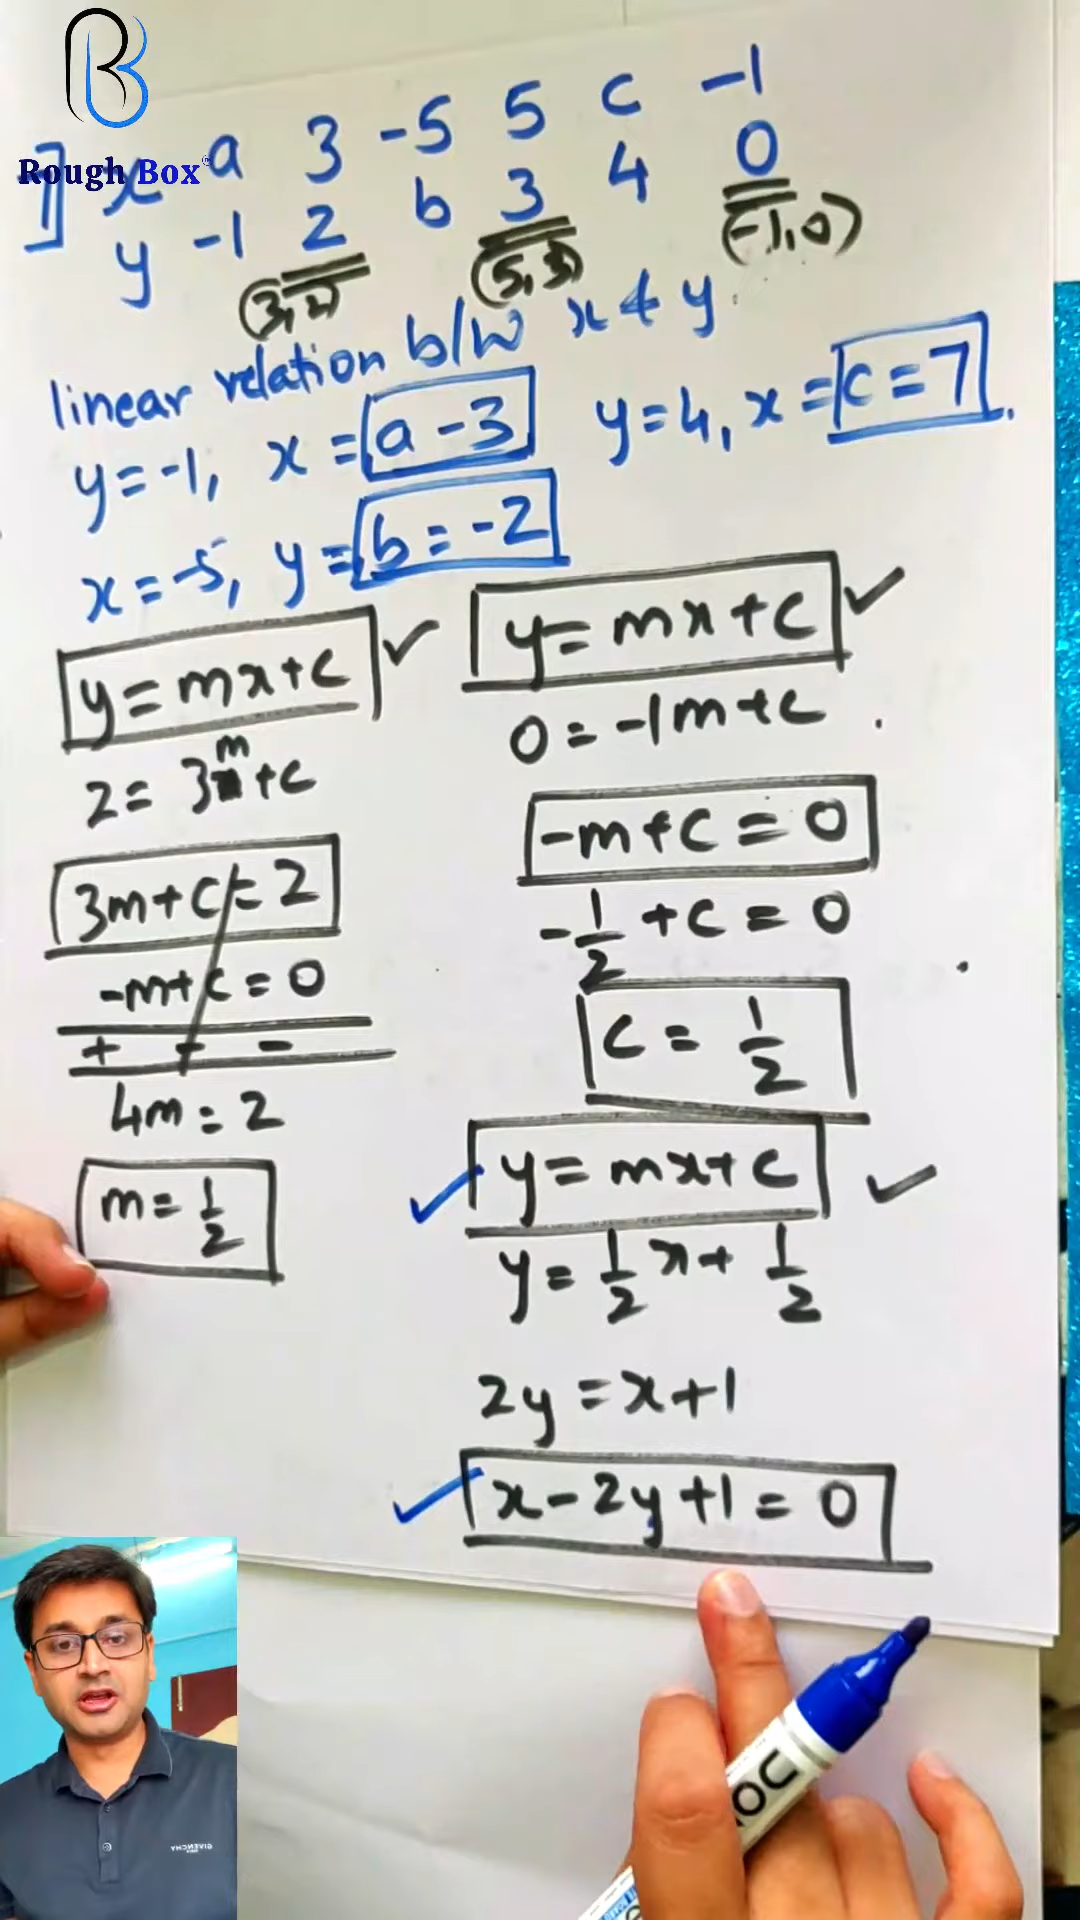 Rough Box
7] x a 3 -5 5 c -1
y -1 2 b 3 4 0
(3,2) (5,3) (-1,0)
linear relation b/w x & y.
y=-1, x = a-3 y=4, x = c=7.
x=-5, y= b=-2
y=mx+c
2= 3m+c
3m+c=2
-m+c=0
+ - -
4m=2
m=1/2
y=mx+c
0=-1m+c
-m+c=0
-1/2+c=0
c=1/2
y=mx+c
y=1/2x+1/2
2y=x+1
x-2y+1=0
GIVENCHY